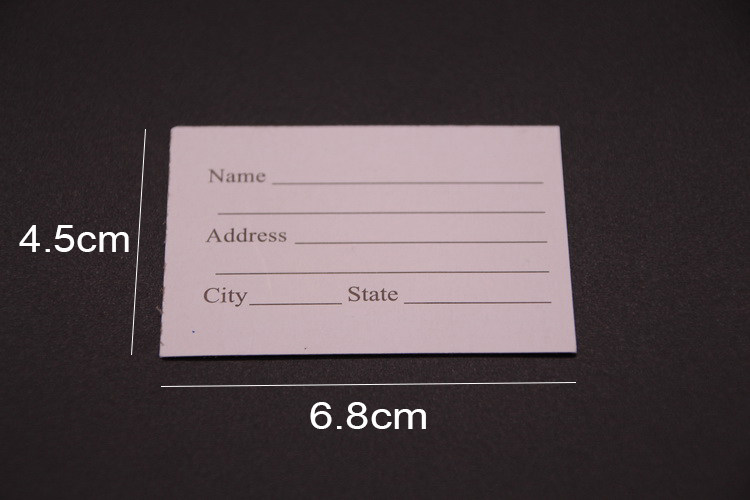 Name
4.5cm
Address
City State
6.8cm